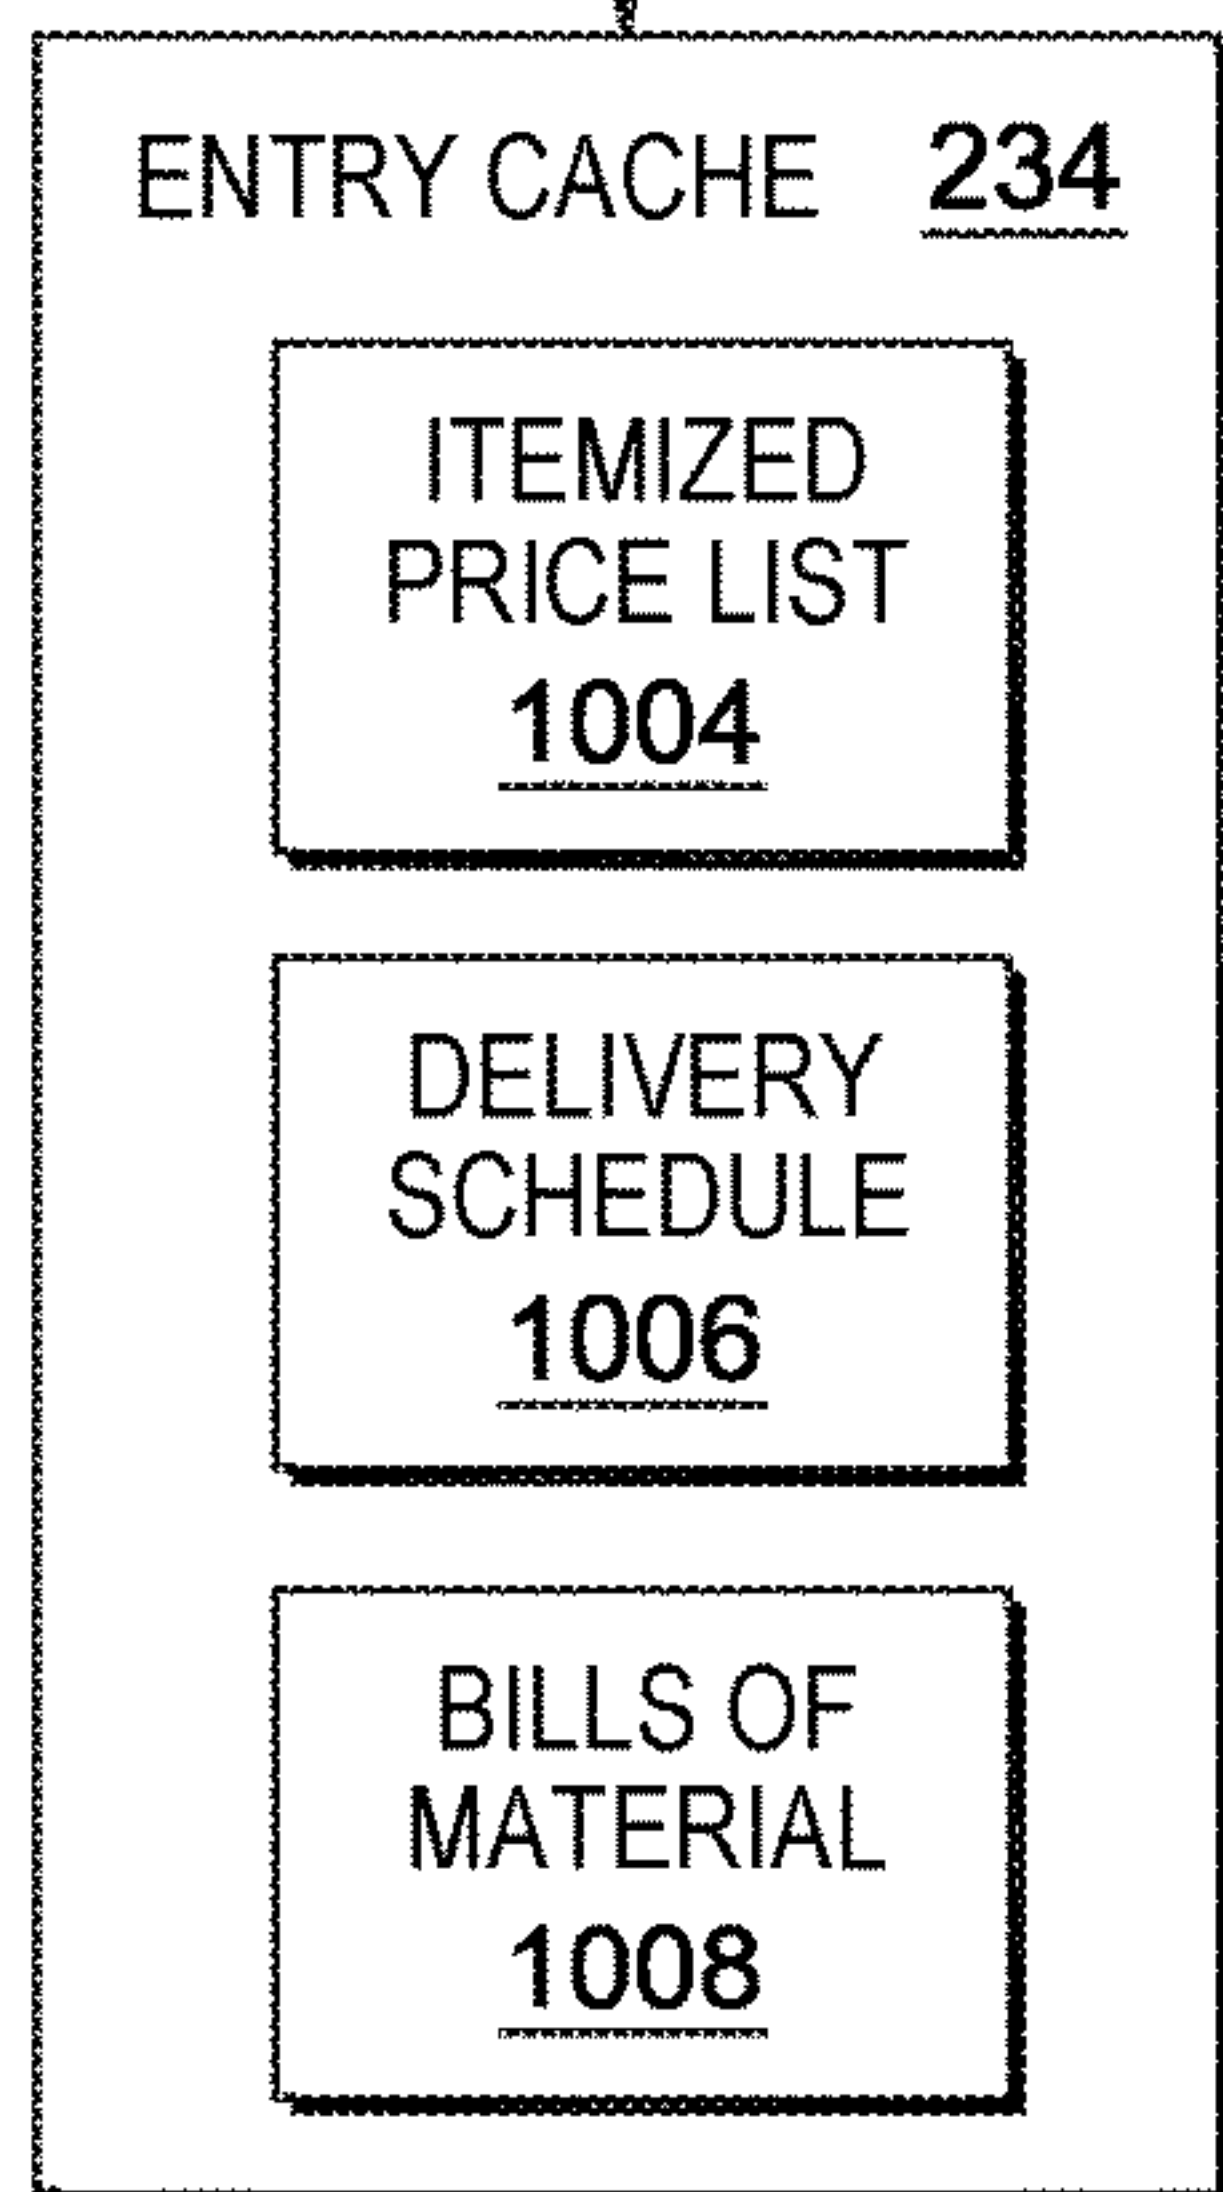 ENTRY CACHE 234
ITEMIZED
PRICE LIST
1004
DELIVERY
SCHEDULE
1006
BILLS OF
MATERIAL
1008